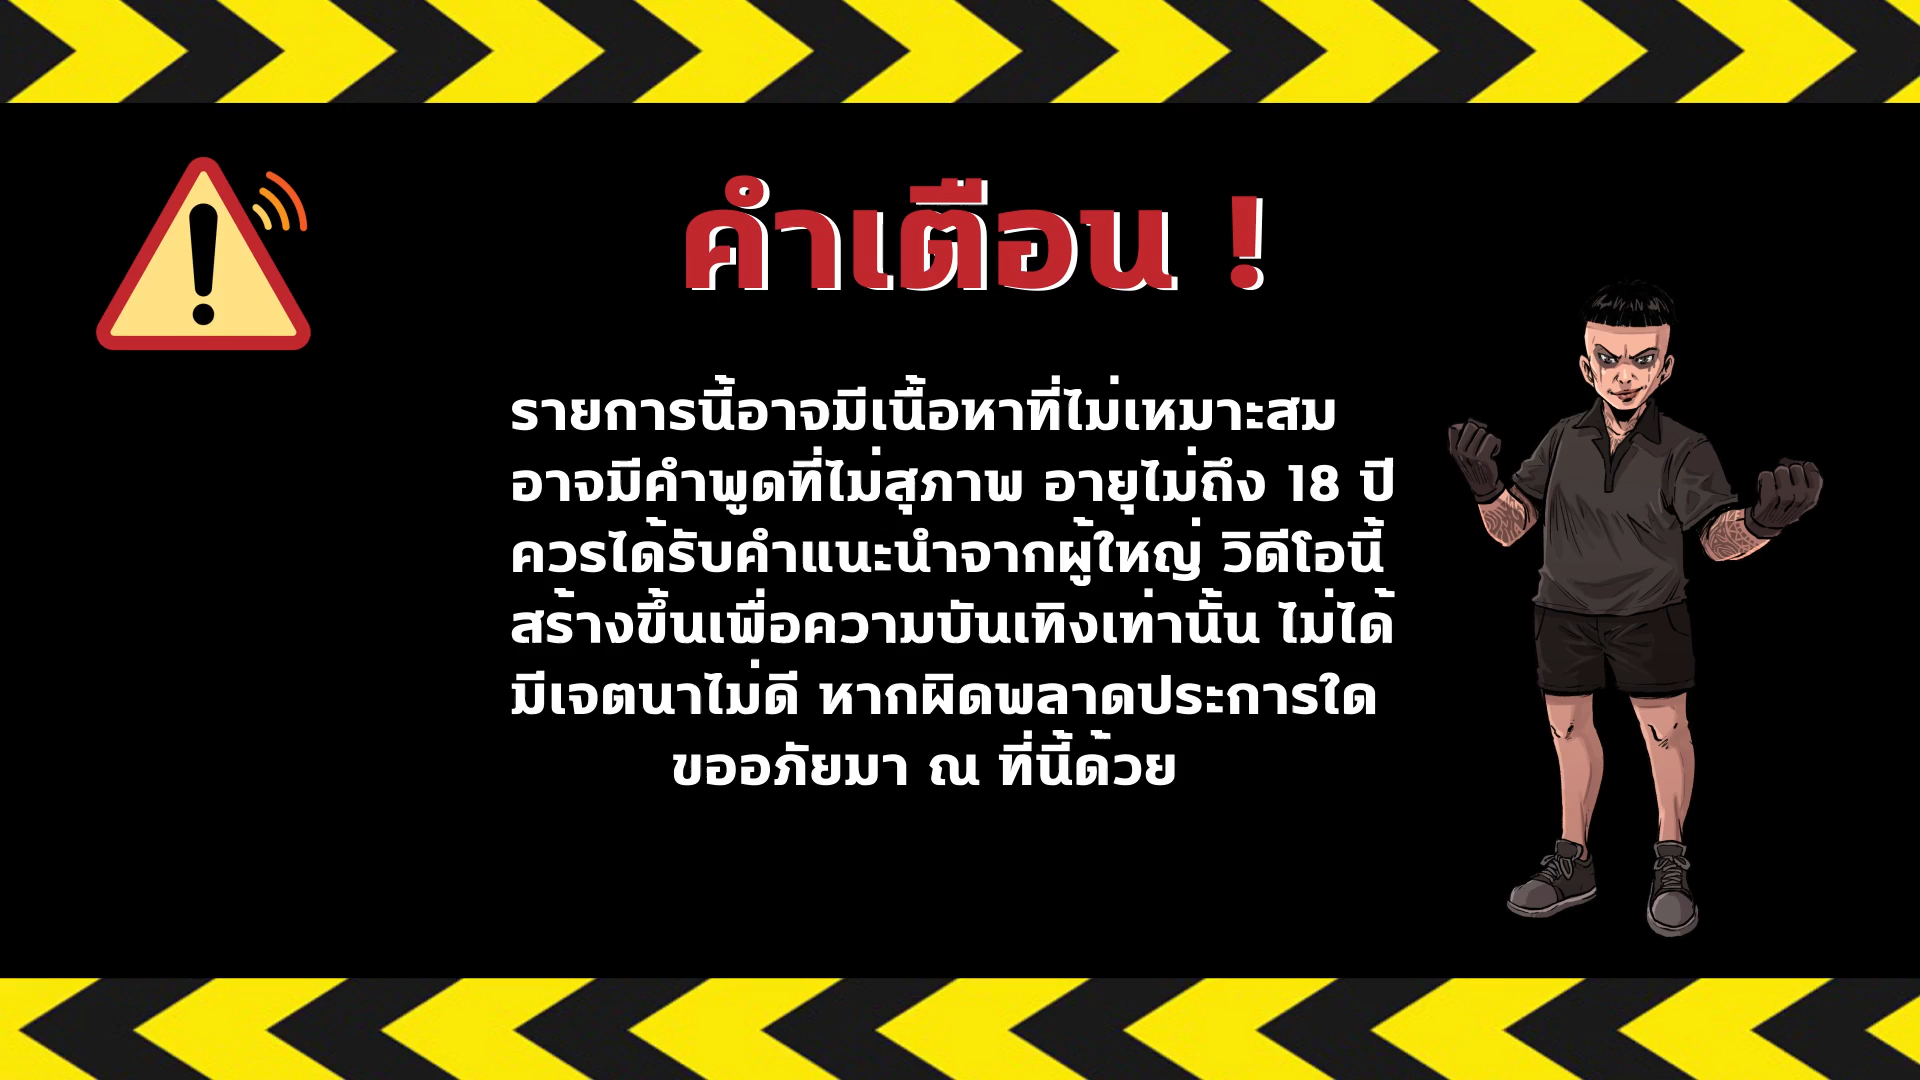 คำเตือน !
รายการนี้อาจมีเนื้อหาที่ไม่เหมาะสม
อาจมีคำพูดที่ไม่สุภาพ อายุไม่ถึง 18 ปี
ควรได้รับคำแนะนำจากผู้ใหญ่ วิดีโอนี้
สร้างขึ้นเพื่อความบันเทิงเท่านั้น ไม่ได้
มีเจตนาไม่ดี หากผิดพลาดประการใด
ขออภัยมา ณ ที่นี้ด้วย